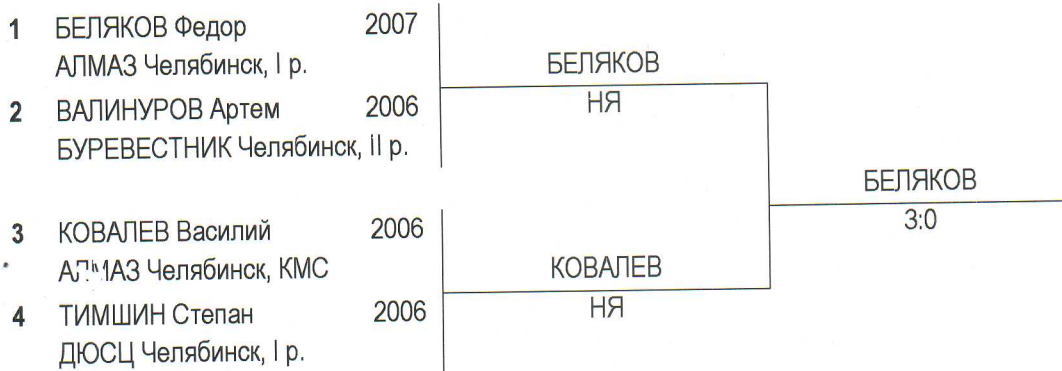 1 БЕЛЯКОВ Федор 2007
АЛМАЗ Челябинск, I р.
БЕЛЯКОВ
НЯ
2 ВАЛИНУРОВ Артем 2006
БУРЕВЕСТНИК Челябинск, II р.
БЕЛЯКОВ
3:0
3 КОВАЛЕВ Василий 2006
Челябинск, КМС
КОВАЛЕВ
НЯ
4 ТИМШИН Степан 2006
ДЮСЦ Челябинск, I р.